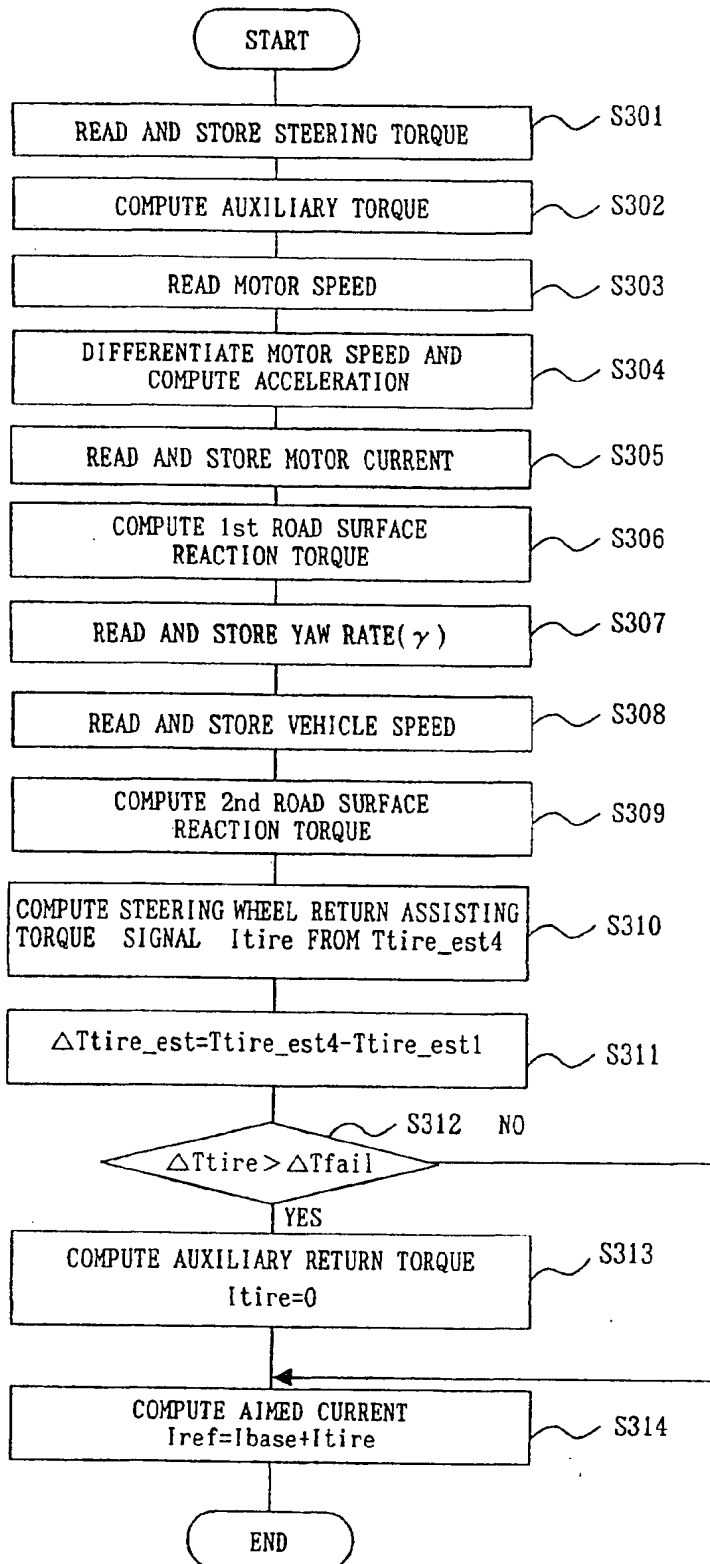 START
READ AND STORE STEERING TORQUE
S301
COMPUTE AUXILIARY TORQUE
S302
READ MOTOR SPEED
S303
DIFFERENTIATE MOTOR SPEED AND
COMPUTE ACCELERATION
S304
READ AND STORE MOTOR CURRENT
S305
COMPUTE 1st ROAD SURFACE
REACTION TORQUE
S306
READ AND STORE YAW RATE(γ)
S307
READ AND STORE VEHICLE SPEED
S308
COMPUTE 2nd ROAD SURFACE
REACTION TORQUE
S309
COMPUTE STEERING WHEEL RETURN ASSISTING
TORQUE SIGNAL Itire FROM Ttire_est4
S310
△Ttire_est=Ttire_est4-Ttire_est1
S311
S312 NO
△Ttire>△Tfail
YES
COMPUTE AUXILIARY RETURN TORQUE
Itire=0
S313
COMPUTE AIMED CURRENT
Iref=Ibase+Itire
S314
END